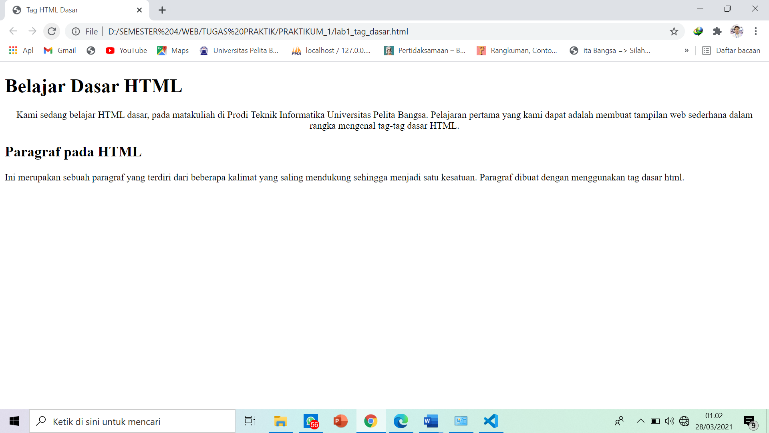 Tag HTML Dasar
File
D:/SEMESTER%204/WEB/TUGAS%20PRAKTIK/PRAKTIKUM_1/lab1_tag_dasar.html
Apl Gmail YouTube Maps Universitas Pelita B... localhost / 127.0.0.... Pertidaksamaan – B... Rangkuman, Conto... ita Bangsa => Silah... » Daftar bacaan
Belajar Dasar HTML
Kami sedang belajar HTML dasar, pada matakuliah di Prodi Teknik Informatika Universitas Pelita Bangsa. Pelajaran pertama yang kami dapat adalah membuat tampilan web sederhana dalam
rangka mengenal tag-tag dasar HTML.
Paragraf pada HTML
Ini merupakan sebuah paragraf yang terdiri dari beberapa kalimat yang saling mendukung sehingga menjadi satu kesatuan. Paragraf dibuat dengan menggunakan tag dasar html.
Ketik di sini untuk mencari
56
01.02
28/03/2021
9